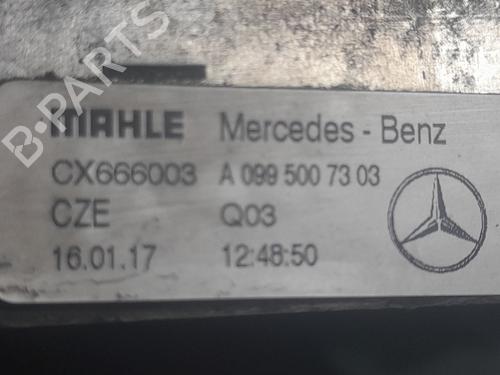 B-PARTS
MAHLE Mercedes - Benz
CX666003 A 099 500 73 03
CZE Q03
16.01.17 12:48:50